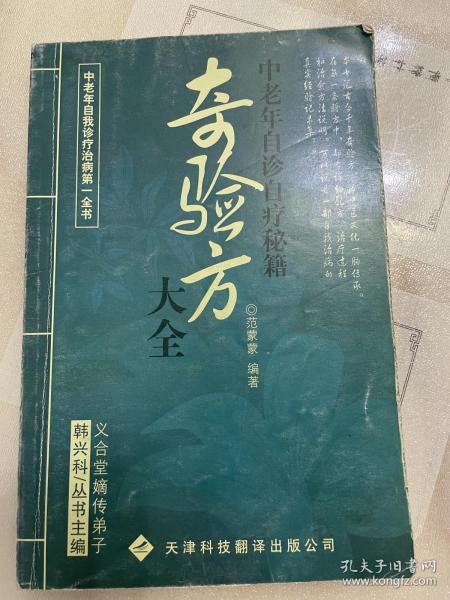 中老年自我诊疗治病第一全书
奇验方
大全
中老年自诊自疗秘籍
◎范蒙蒙 编著
义合堂嫡传弟子
韩兴科/丛书主编
天津科技翻译出版公司
孔夫子旧书网
kongfz.com